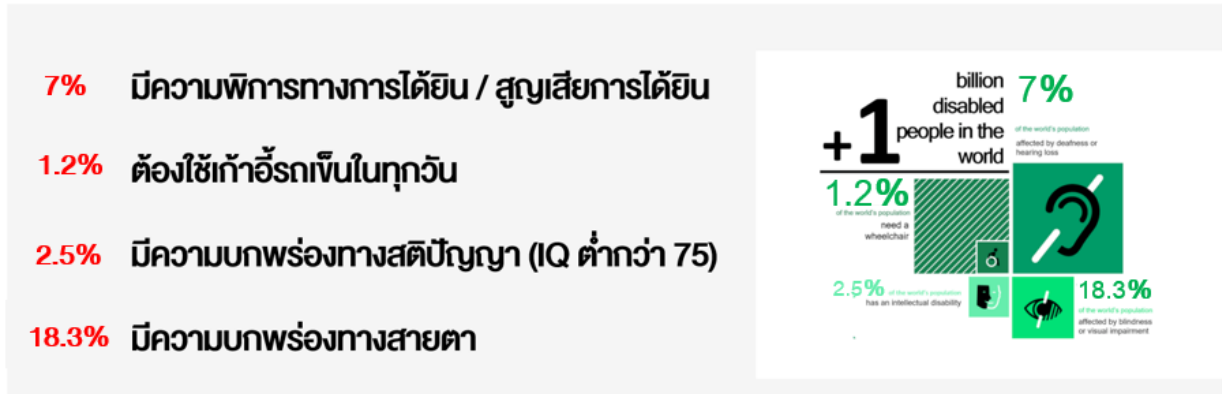 7% มีความพิการทางการได้ยิน / สูญเสียการได้ยิน
1.2% ต้องใช้เก้าอี้รถเข็นในทุกวัน
2.5% มีความบกพร่องทางสติปัญญา (IQ ต่ำกว่า 75)
18.3% มีความบกพร่องทางสายตา
+1 billion
disabled
people in the
world
7%
of the world's population
affected by deafness or
hearing loss
1.2%
of the world's population
need a
wheelchair
2.5% of the world's population
has an intellectual disability
18.3%
of the world's population
affected by blindness
or visual impairment